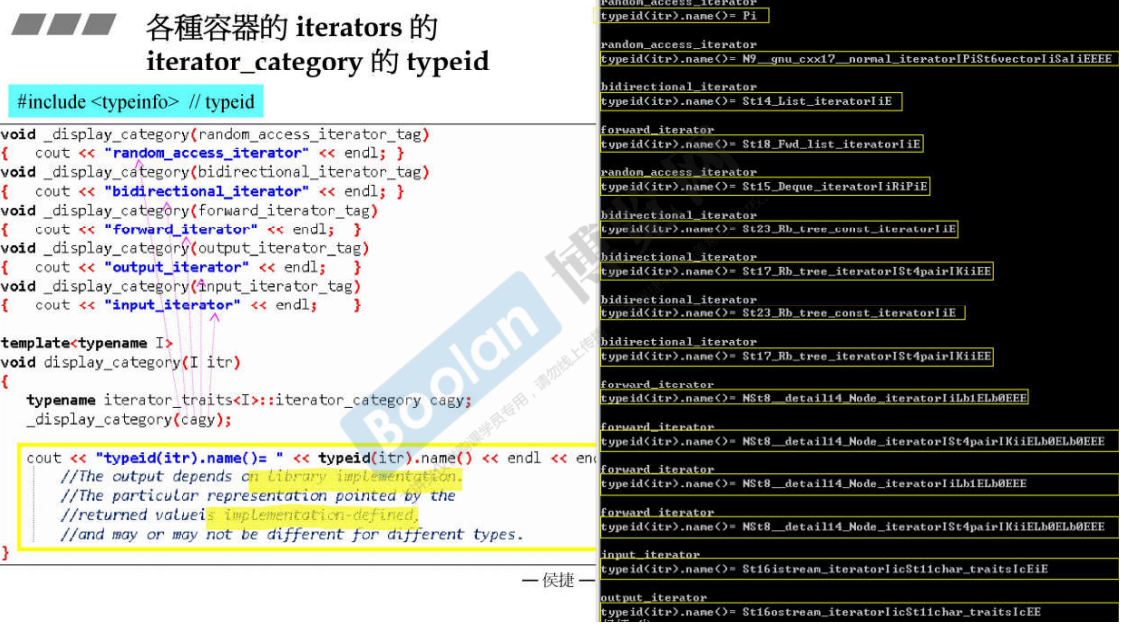 各種容器的 iterators 的
iterator_category 的 typeid
#include <typeinfo> // typeid
void _display_category(random_access_iterator_tag)
{ cout << "random_access_iterator" << endl; }
void _display_category(bidirectional_iterator_tag)
{ cout << "bidirectional_iterator" << endl; }
void _display_category(forward_iterator_tag)
{ cout << "forward_iterator" << endl; }
void _display_category(output_iterator_tag)
{ cout << "output_iterator" << endl; }
void _display_category(input_iterator_tag)
{ cout << "input_iterator" << endl; }
template<typename I>
void display_category(I itr)
{
typename iterator_traits<I>::iterator_category cagy;
_display_category(cagy);
cout << "typeid(itr).name()= " << typeid(itr).name() << endl <<
//The output depends on library implementation.
//The particular representation pointed by the
//returned valueis implementation-defined,
//and may or may not be different for different types.
}
— 侯捷 —
Boolan
博览网
random_access_iterator
typeid(itr).name()= Pi
random_access_iterator
typeid(itr).name()= N9__gnu_cxx17__normal_iteratorIPiSt6vectorIiSaIiEEEE
bidirectional_iterator
typeid(itr).name()= St14_List_iteratorIiE
forward_iterator
typeid(itr).name()= St18_Fwd_list_iteratorIiE
random_access_iterator
typeid(itr).name()= St15_Deque_iteratorIiRiPiE
bidirectional_iterator
typeid(itr).name()= St23_Rb_tree_const_iteratorIiE
bidirectional_iterator
typeid(itr).name()= St17_Rb_tree_iteratorISt4pairIKiiEE
bidirectional_iterator
typeid(itr).name()= St23_Rb_tree_const_iteratorIiE
bidirectional_iterator
typeid(itr).name()= St17_Rb_tree_iteratorISt4pairIKiiEE
forward_iterator
typeid(itr).name()= NSt8__detail14_Node_iteratorIiLb1ELb0EEE
forward_iterator
typeid(itr).name()= NSt8__detail14_Node_iteratorISt4pairIKiiELb0ELb0EEE
forward_iterator
typeid(itr).name()= NSt8__detail14_Node_iteratorIiLb1ELb0EEE
forward_iterator
typeid(itr).name()= NSt8__detail14_Node_iteratorISt4pairIKiiELb0ELb0EEE
input_iterator
typeid(itr).name()= St16istream_iteratorIicSt11char_traitsIcEiE
output_iterator
typeid(itr).name()= St16ostream_iteratorIicSt11char_traitsIcEE